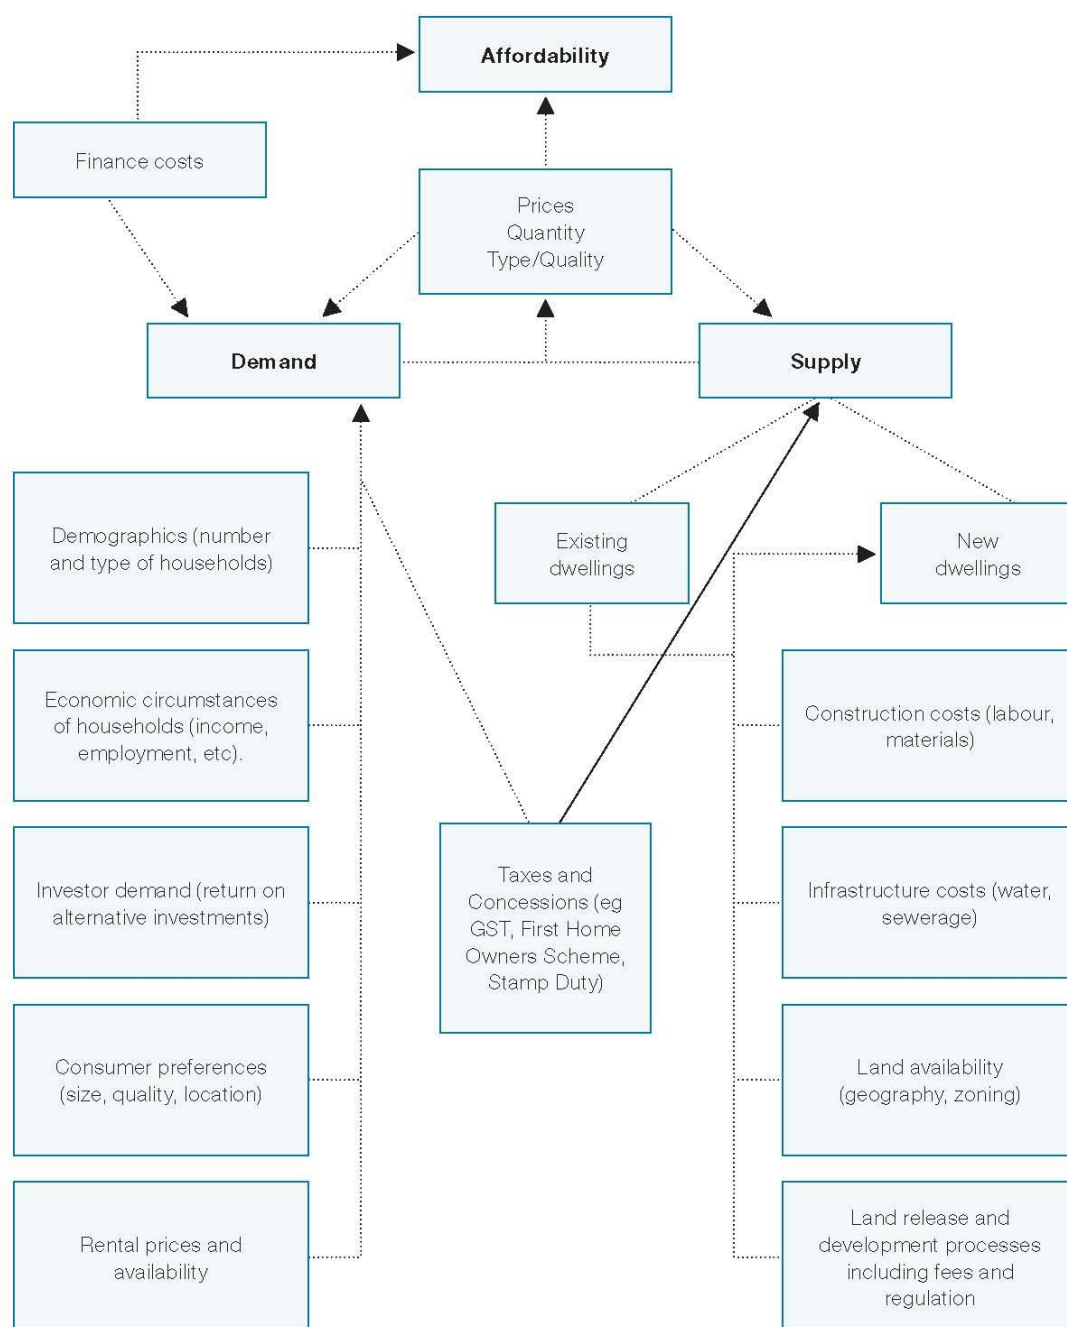 Affordability
Finance costs
Prices
Quantity
Type/Quality
Demand
Supply
Demographics (number
and type of households)
Existing
dwellings
New
dwellings
Economic circumstances
of households (income,
employment, etc).
Construction costs (labour,
materials)
Investor demand (return on
alternative investments)
Taxes and
Concessions (eg
GST, First Home
Owners Scheme,
Stamp Duty)
Infrastructure costs (water,
sewerage)
Consumer preferences
(size, quality, location)
Land availability
(geography, zoning)
Rental prices and
availability
Land release and
development processes
including fees and
regulation